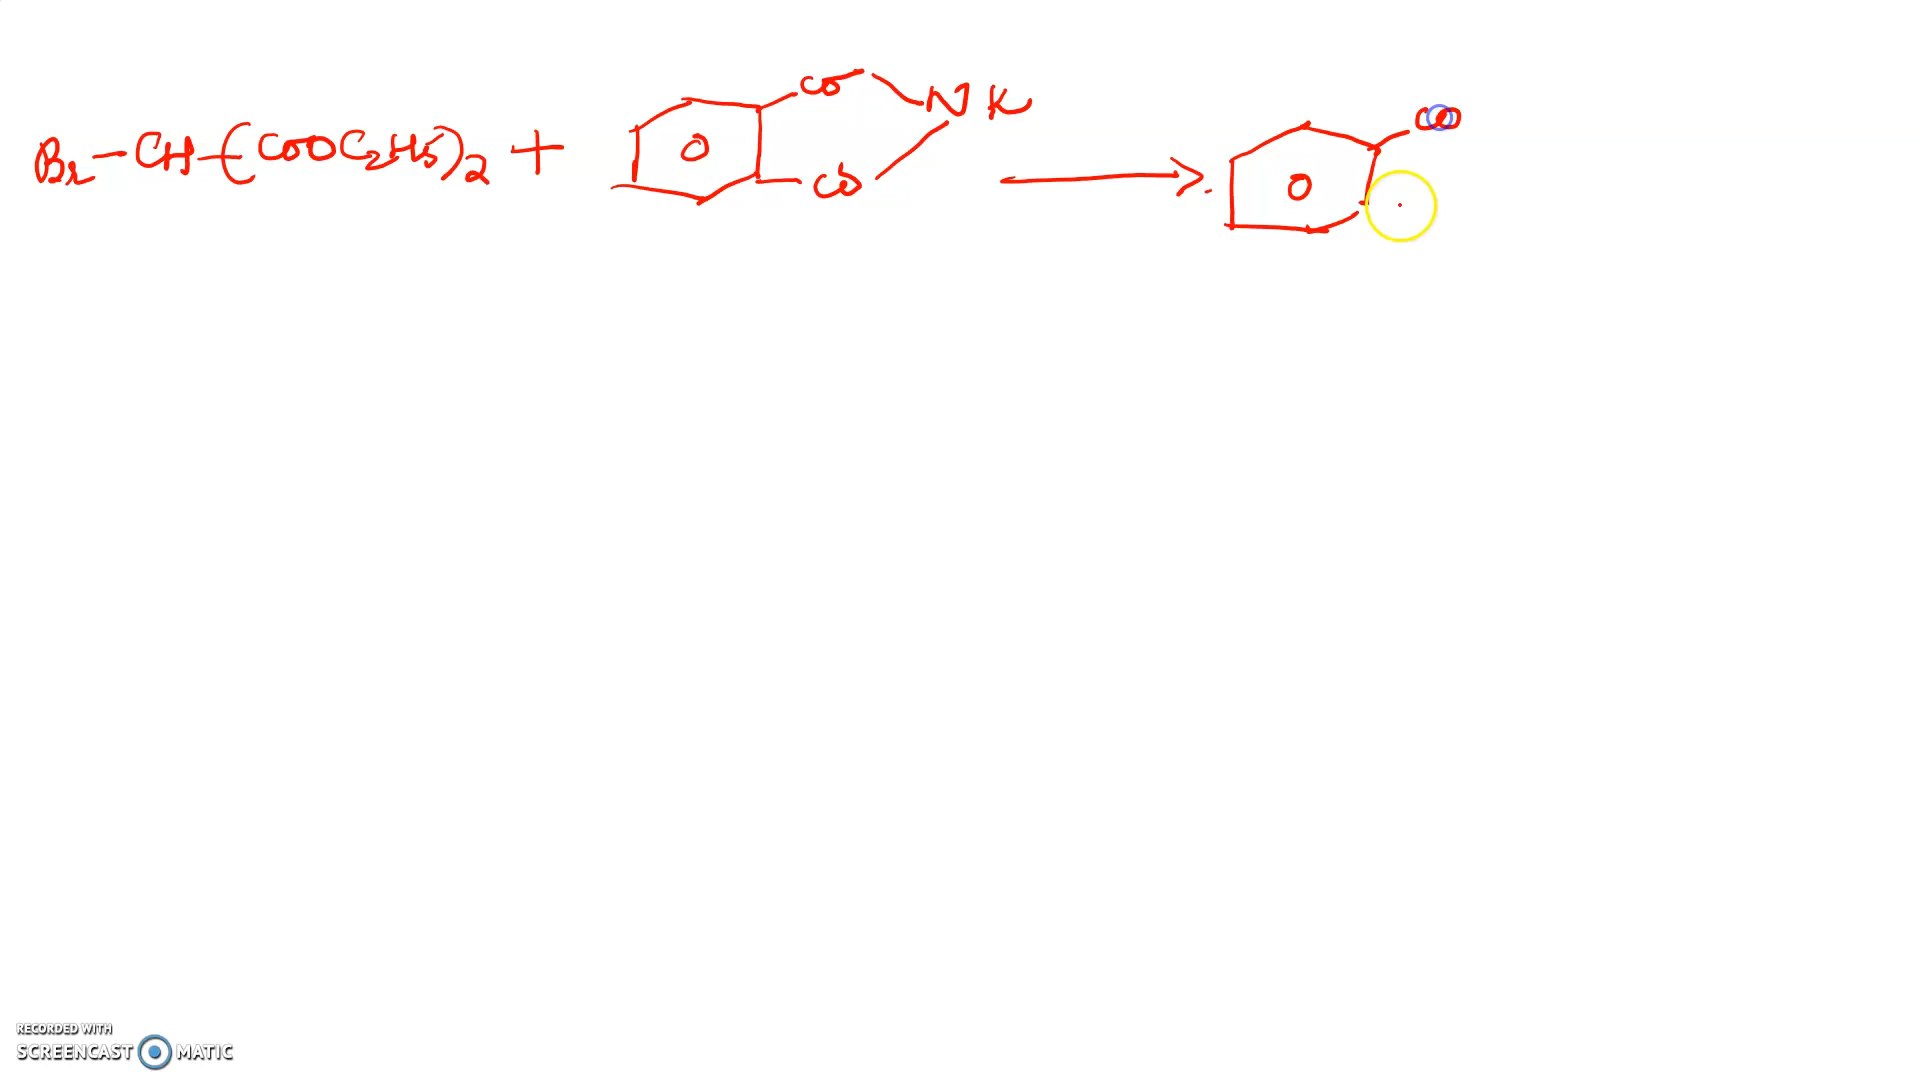 Br-CH-(COOC2H5)2 + CO CO NK → CO
RECORDED WITH
SCREENCAST MATIC